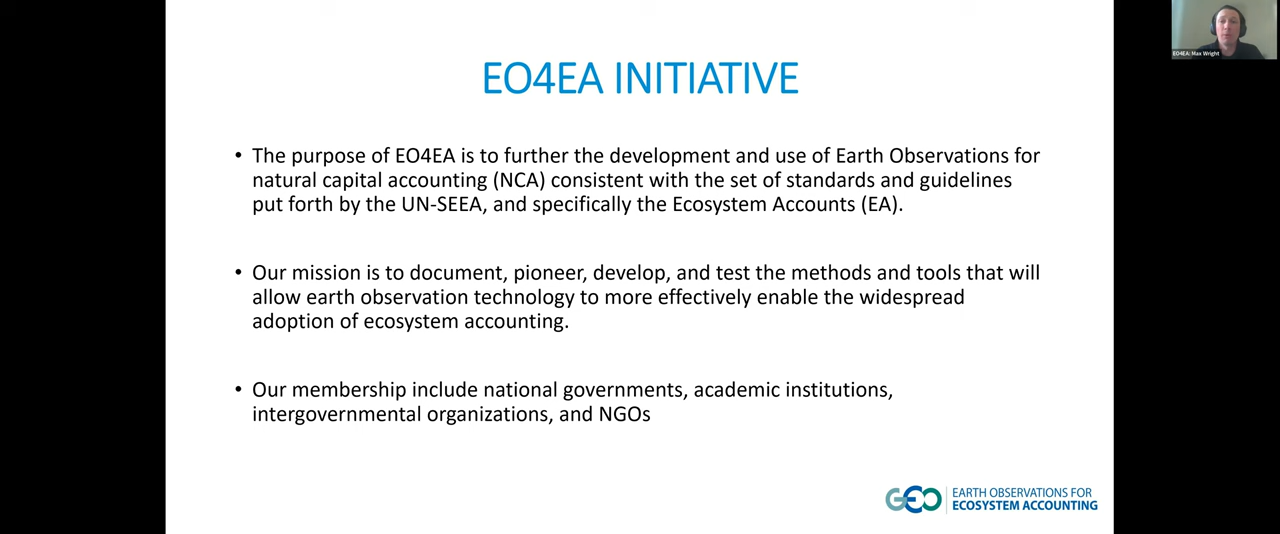 EO4EA: Max Wright
EO4EA INITIATIVE
• The purpose of EO4EA is to further the development and use of Earth Observations for
natural capital accounting (NCA) consistent with the set of standards and guidelines
put forth by the UN-SEEA, and specifically the Ecosystem Accounts (EA).
• Our mission is to document, pioneer, develop, and test the methods and tools that will
allow earth observation technology to more effectively enable the widespread
adoption of ecosystem accounting.
• Our membership include national governments, academic institutions,
intergovernmental organizations, and NGOs
GEO
EARTH OBSERVATIONS FOR
ECOSYSTEM ACCOUNTING